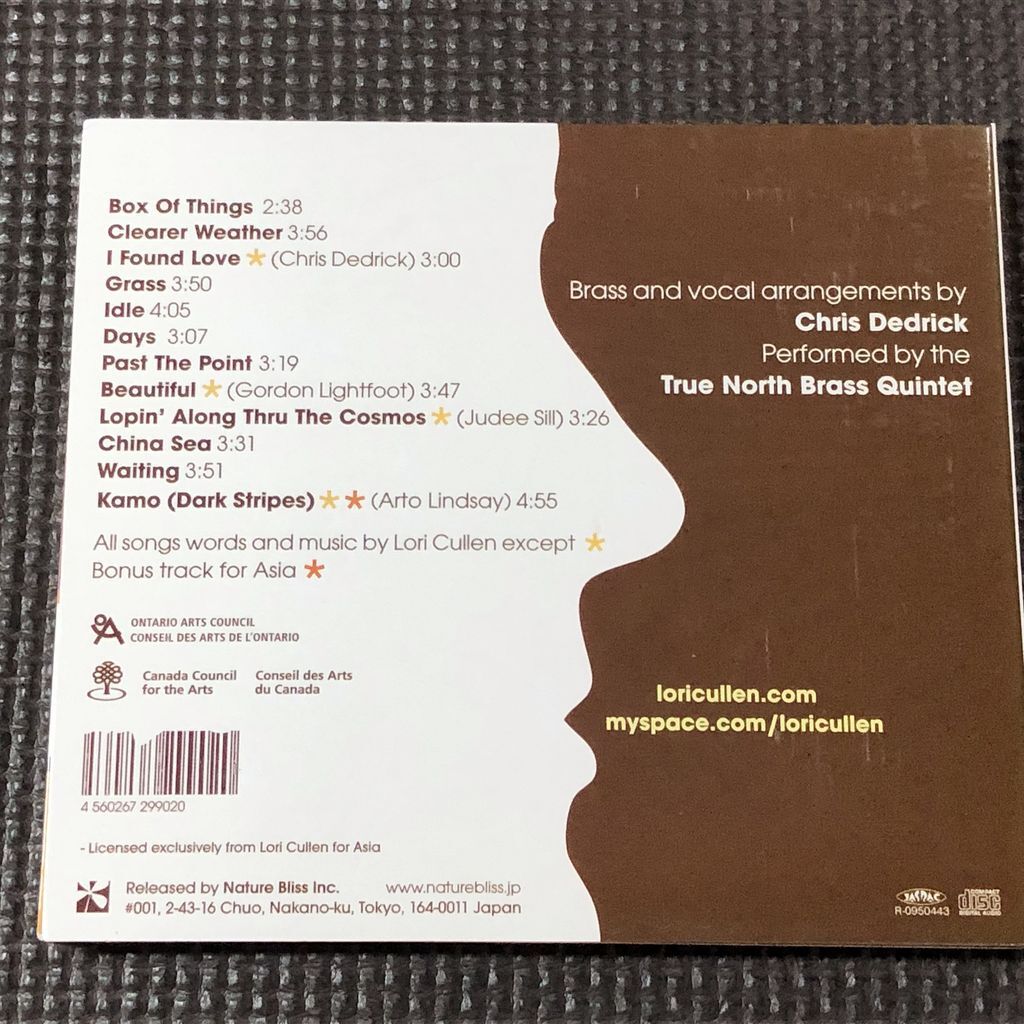 Box Of Things 2:38
Clearer Weather 3:56
I Found Love * (Chris Dedrick) 3:00
Grass 3:50
Idle 4:05
Days 3:07
Past The Point 3:19
Beautiful * (Gordon Lightfoot) 3:47
Lopin' Along Thru The Cosmos * (Judee Sill) 3:26
China Sea 3:31
Waiting 3:51
Kamo (Dark Stripes) * * (Arto Lindsay) 4:55
All songs words and music by Lori Cullen except *
Bonus track for Asia *
ONTARIO ARTS COUNCIL
CONSEIL DES ARTS DE L'ONTARIO
Canada Council Conseil des Arts
for the Arts du Canada
4 560267 299020
- Licensed exclusively from Lori Cullen for Asia
Released by Nature Bliss Inc. www.naturebliss.jp
#001, 2-43-16 Chuo, Nakano-ku, Tokyo, 164-0011 Japan
Brass and vocal arrangements by
Chris Dedrick
Performed by the
True North Brass Quintet
loricullen.com
myspace.com/loricullen
JASRAC
R-0950443
COMPACT
disc
DIGITAL AUDIO